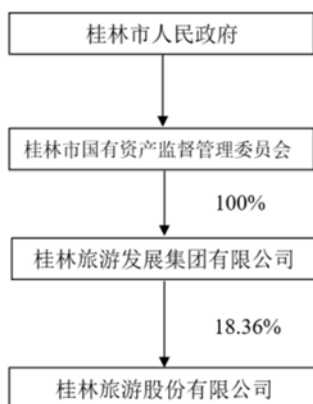 桂林市人民政府
桂林市国有资产监督管理委员会
100%
桂林旅游发展集团有限公司
18.36%
桂林旅游股份有限公司